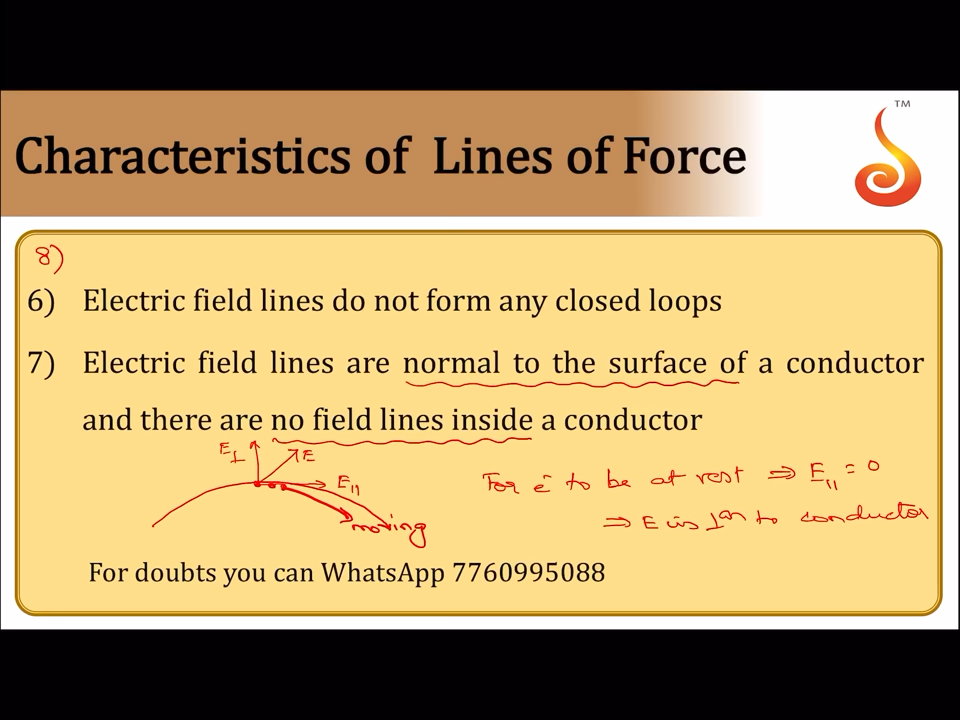 Characteristics of Lines of Force
TM
8)
6) Electric field lines do not form any closed loops
7) Electric field lines are normal to the surface of a conductor
and there are no field lines inside a conductor
E⊥
E
E||
moving
For e⁻ to be at rest ⇒ E|| = 0
⇒ E is ⊥ar to conductor
For doubts you can WhatsApp 7760995088